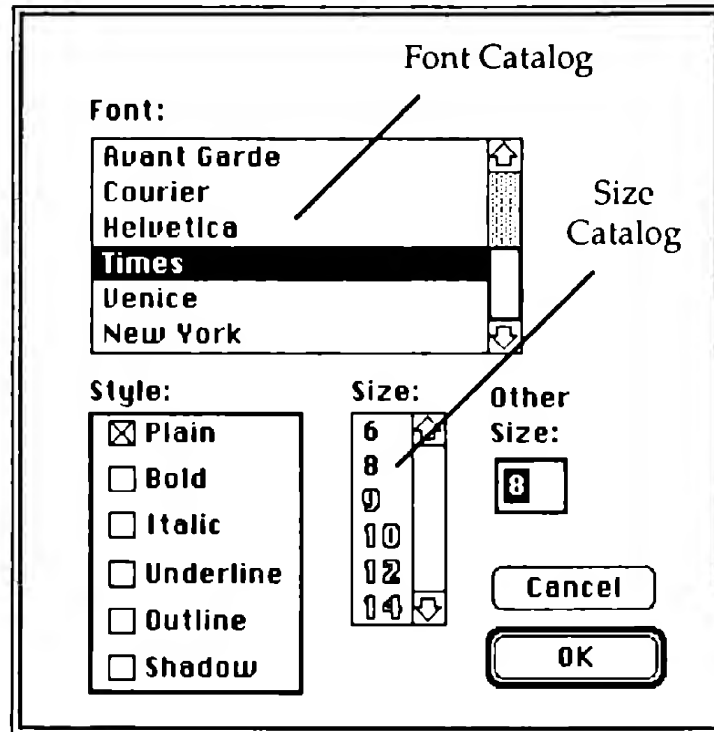 Font Catalog
Font:
Avant Garde
Courier
Helvetica
Times
Venice
New York
Size
Catalog
Style:
Plain
Bold
Italic
Underline
Outline
Shadow
Size:
6
8
9
10
12
14
Other
Size:
8
Cancel
OK